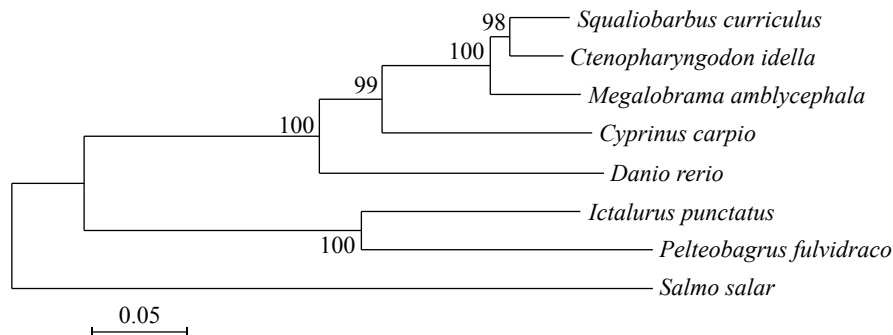 98
Squaliobarbus curriculus
100
Ctenopharyngodon idella
99
Megalobrama amblycephala
100
Cyprinus carpio
Danio rerio
Ictalurus punctatus
100
Pelteobagrus fulvidraco
Salmo salar
0.05